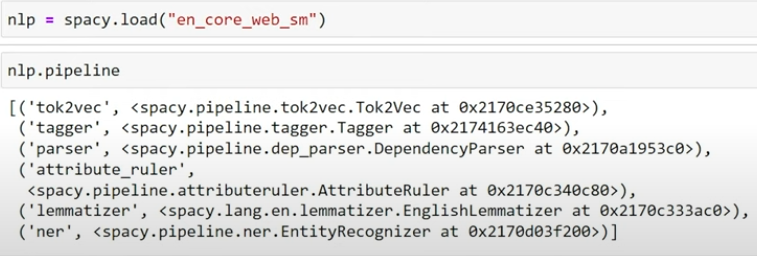 nlp = spacy.load("en_core_web_sm")
nlp.pipeline
[('tok2vec', <spacy.pipeline.tok2vec.Tok2Vec at 0x2170ce35280>),
('tagger', <spacy.pipeline.tagger.Tagger at 0x2174163ec40>),
('parser', <spacy.pipeline.dep_parser.DependencyParser at 0x2170a1953c0>),
('attribute_ruler',
<spacy.pipeline.attributeruler.AttributeRuler at 0x2170c340c80>),
('lemmatizer', <spacy.lang.en.lemmatizer.EnglishLemmatizer at 0x2170c333ac0>),
('ner', <spacy.pipeline.ner.EntityRecognizer at 0x2170d03f200>)]